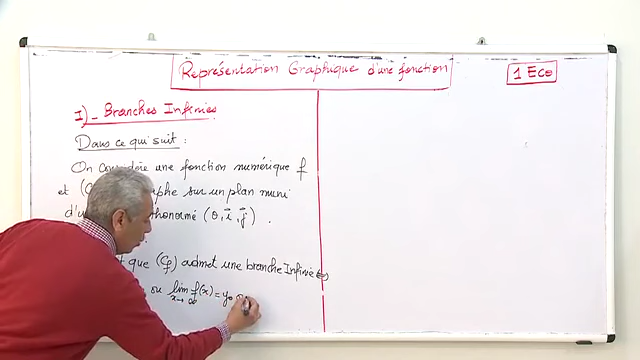 Représentation Graphique d'une fonction
1 Eco
I)_ Branches Infinies
Dans ce qui suit :
On considère une fonction numérique f
et (C phe sur un plan muni
d'u thonormé (O, i⃗, j⃗) .
t que (Cf) admet une branche Infinie
ou lim f(x) = y₀
x→ ∞